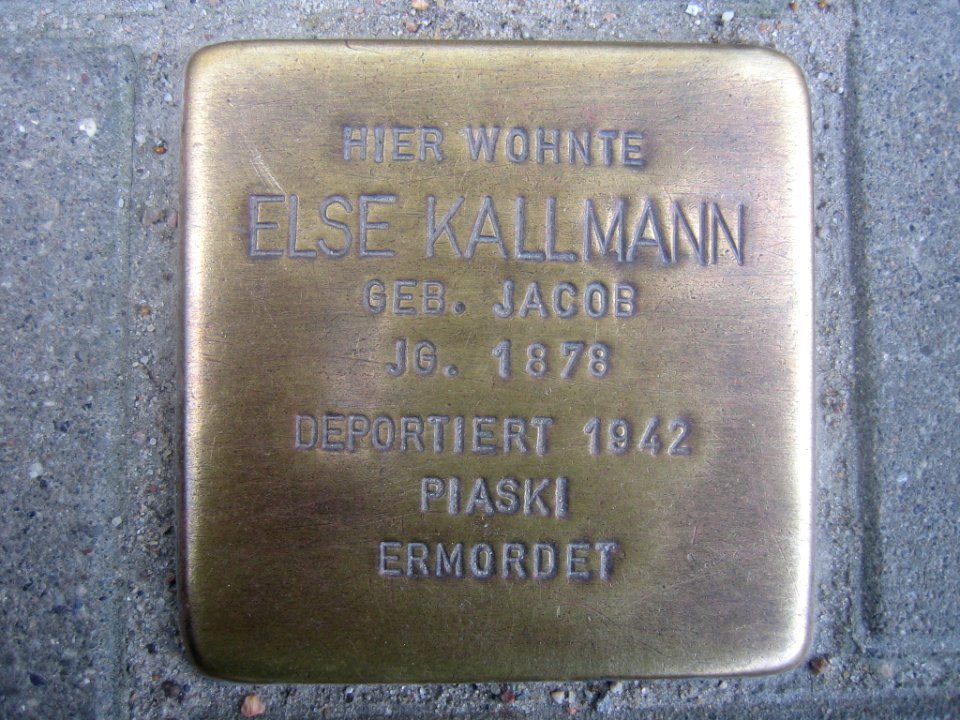 HIER WOHNTE
ELSE KALLMANN
GEB. JACOB
JG. 1878
DEPORTIERT 1942
PIASKI
ERMORDET